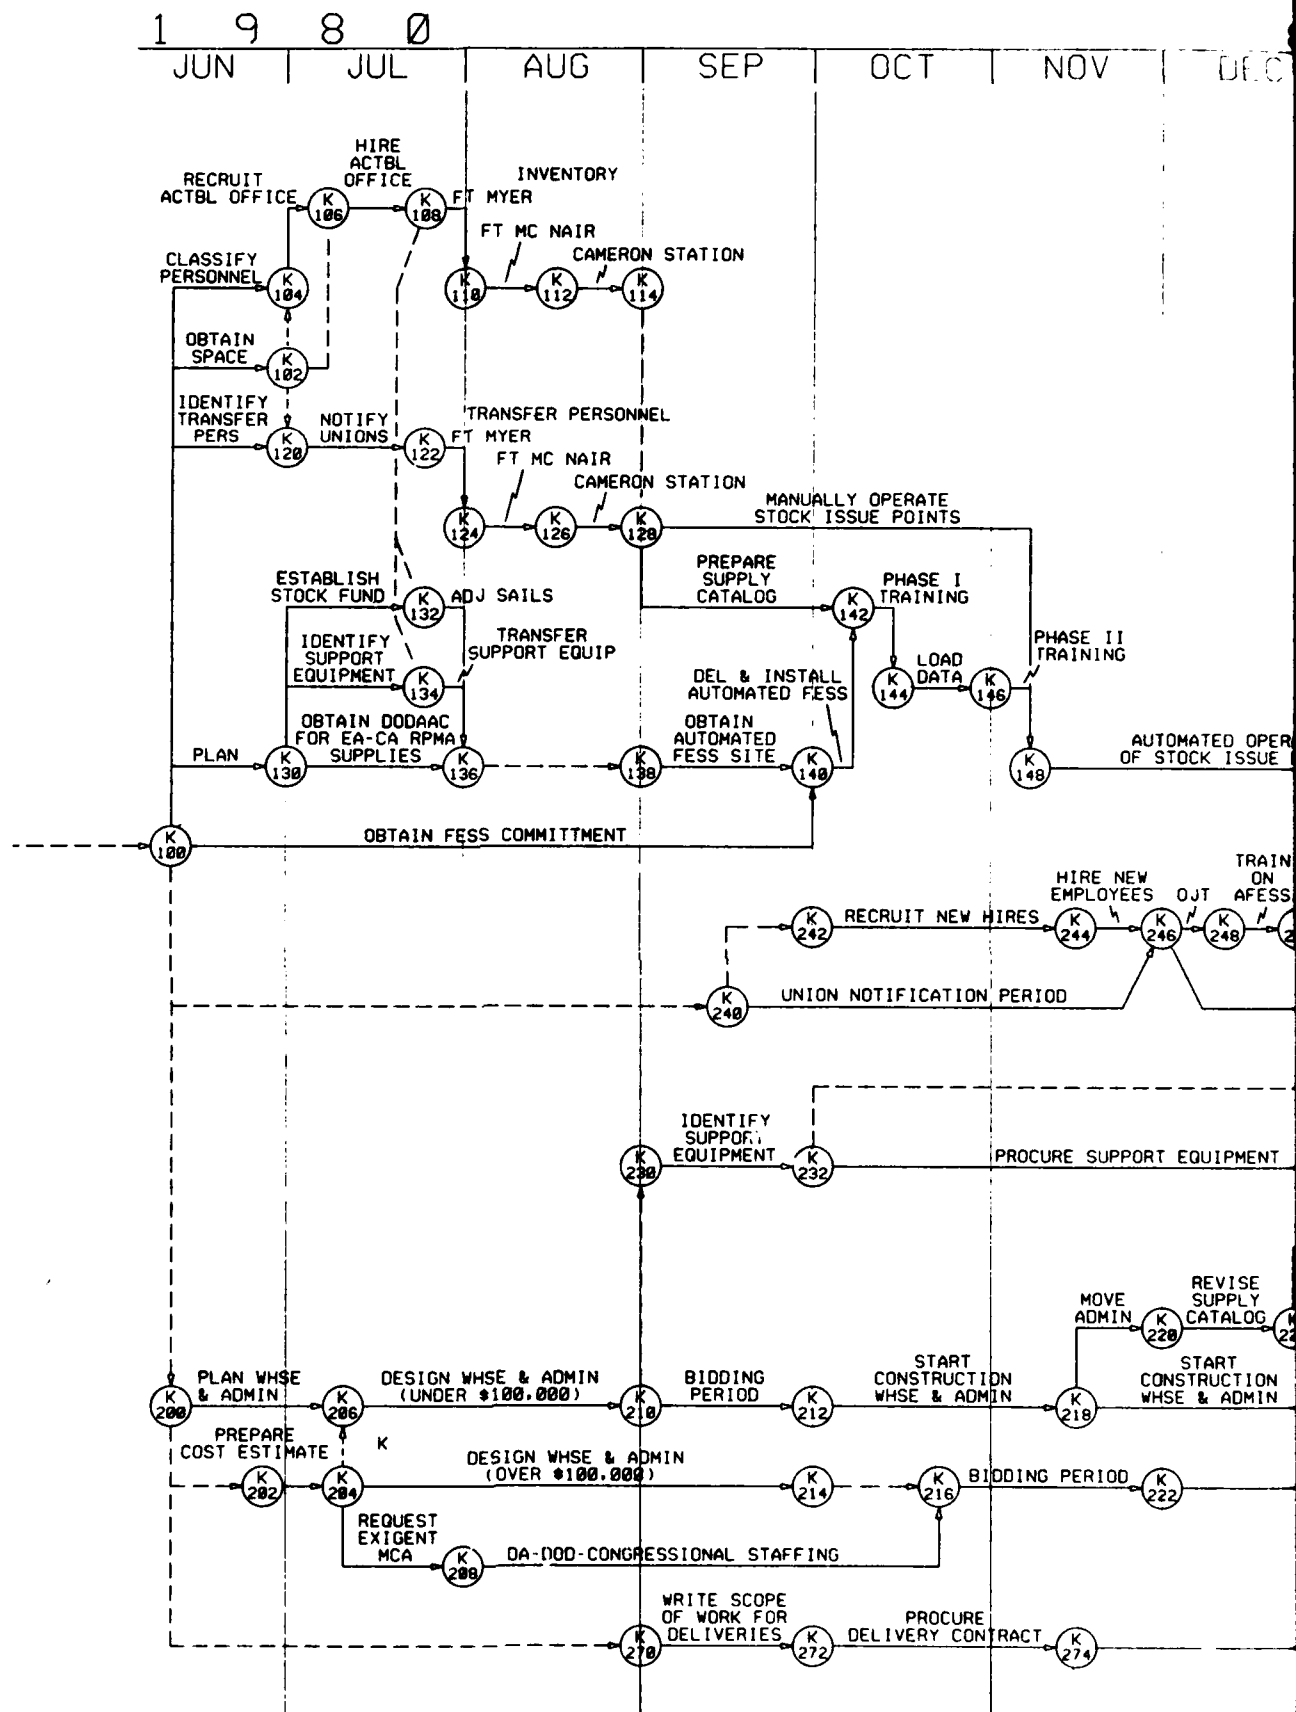 1 9 8 0
JUN JUL AUG SEP OCT NOV DEC
HIRE
ACTBL
OFFICE
RECRUIT
ACTBL OFFICE
INVENTORY
K
106
K
108
FT MYER
FT MC NAIR
CAMERON STATION
CLASSIFY
PERSONNEL
K
104
K
110
K
112
K
114
OBTAIN
SPACE
K
102
IDENTIFY
TRANSFER
PERS
K
120
NOTIFY
UNIONS
K
122
TRANSFER PERSONNEL
FT MYER
FT MC NAIR
CAMERON STATION
K
124
K
126
K
128
MANUALLY OPERATE
STOCK ISSUE POINTS
ESTABLISH
STOCK FUND
K
132
ADJ SAILS
PREPARE
SUPPLY
CATALOG
K
142
PHASE I
TRAINING
IDENTIFY
SUPPORT
EQUIPMENT
K
134
TRANSFER
SUPPORT EQUIP
DEL & INSTALL
AUTOMATED FESS
K
144
LOAD
DATA
K
146
PHASE II
TRAINING
PLAN
K
130
OBTAIN DODAAC
FOR EA-CA RPMA
SUPPLIES
K
136
K
138
OBTAIN
AUTOMATED
FESS SITE
K
140
K
148
AUTOMATED OPER
OF STOCK ISSUE
K
100
OBTAIN FESS COMMITTMENT
K
242
RECRUIT NEW HIRES
K
244
HIRE NEW
EMPLOYEES
K
246
OJT
K
248
TRAIN
ON
AFESS
K
240
UNION NOTIFICATION PERIOD
K
230
IDENTIFY
SUPPORT
EQUIPMENT
K
232
PROCURE SUPPORT EQUIPMENT
MOVE
ADMIN
K
220
REVISE
SUPPLY
CATALOG
K
22
K
200
PLAN WHSE
& ADMIN
K
206
DESIGN WHSE & ADMIN
(UNDER $100,000)
K
210
BIDDING
PERIOD
K
212
START
CONSTRUCTION
WHSE & ADMIN
K
218
START
CONSTRUCTION
WHSE & ADMIN
PREPARE
COST ESTIMATE
K
K
202
K
204
DESIGN WHSE & ADMIN
(OVER $100,000)
K
214
K
216
BIDDING PERIOD
K
222
REQUEST
EXIGENT
MCA
K
208
DA-DOD-CONGRESSIONAL STAFFING
K
270
WRITE SCOPE
OF WORK FOR
DELIVERIES
K
272
PROCURE
DELIVERY CONTRACT
K
274